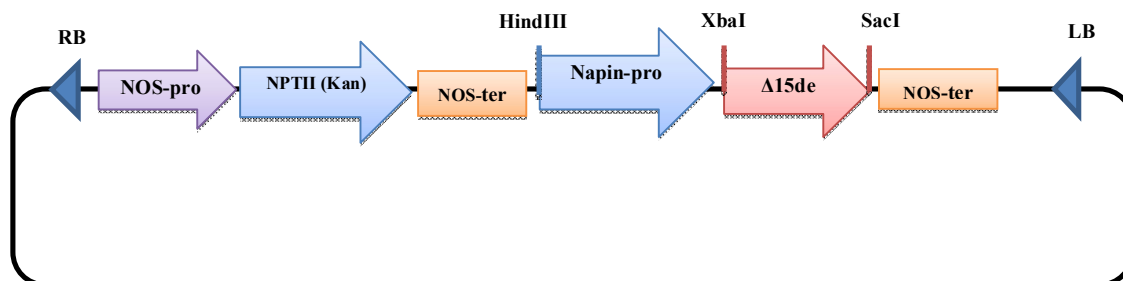 HindIII
XbaI
SacI
RB
LB
NOS-pro
NPTII (Kan)
NOS-ter
Napin-pro
Δ15de
NOS-ter